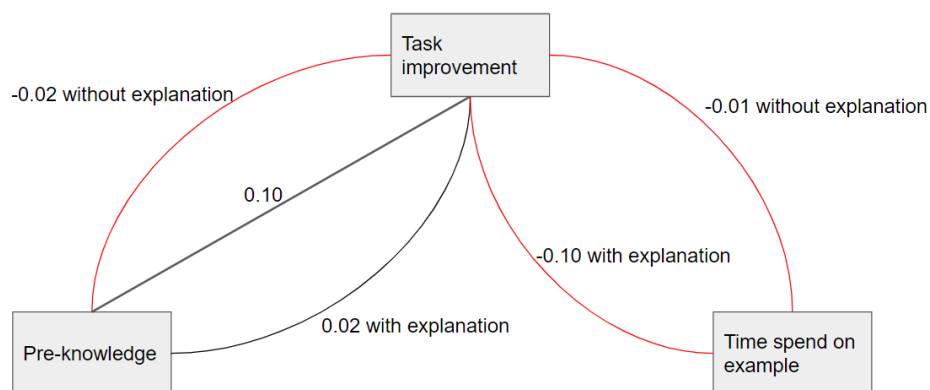 Task
improvement
-0.02 without explanation
-0.01 without explanation
0.10
-0.10 with explanation
0.02 with explanation
Pre-knowledge
Time spend on
example